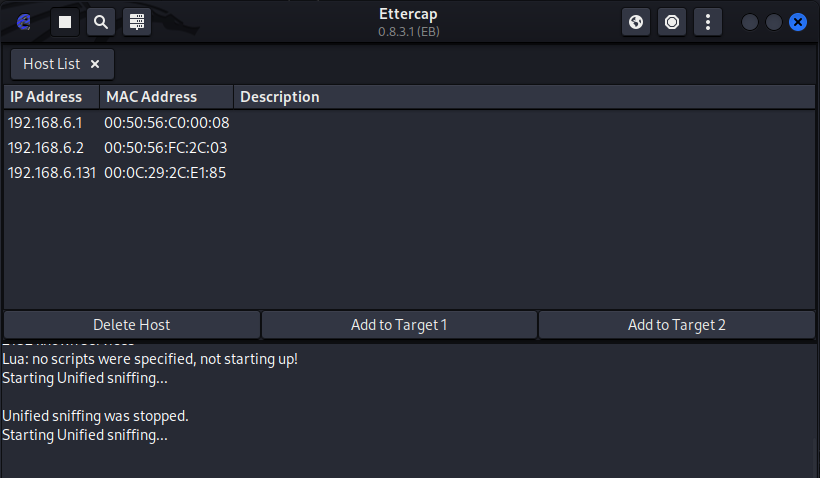 Ettercap
0.8.3.1 (EB)
Host List ×
IP Address MAC Address Description
192.168.6.1 00:50:56:C0:00:08
192.168.6.2 00:50:56:FC:2C:03
192.168.6.131 00:0C:29:2C:E1:85
Delete Host Add to Target 1 Add to Target 2
Lua: no scripts were specified, not starting up!
Starting Unified sniffing...
Unified sniffing was stopped.
Starting Unified sniffing...